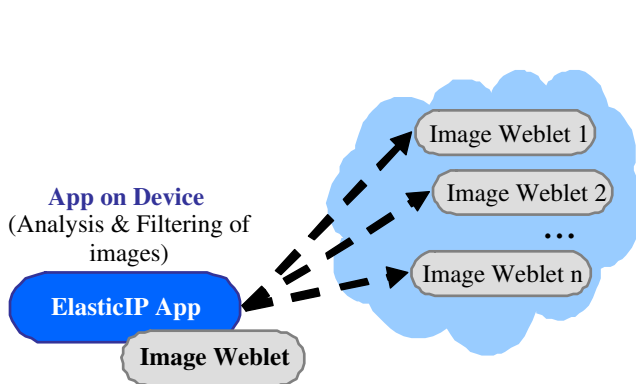 Image Weblet 1
Image Weblet 2
...
Image Weblet n
App on Device
(Analysis & Filtering of
images)
ElasticIP App
Image Weblet